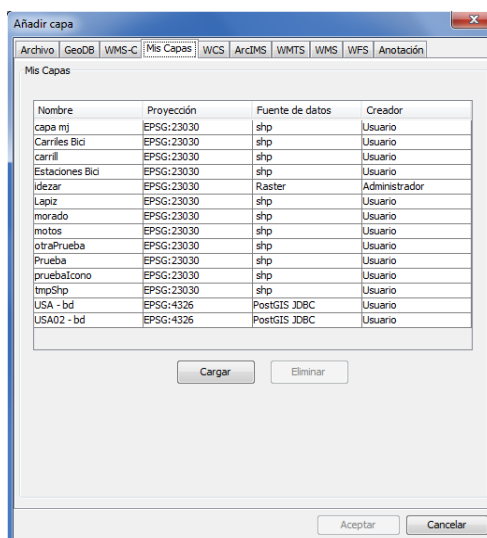 Añadir capa
Archivo GeoDB WMS-C Mis Capas WCS ArcIMS WMTS WMS WFS Anotación
Mis Capas
Nombre Proyección Fuente de datos Creador
capa mj EPSG:23030 shp Usuario
Carriles Bici EPSG:23030 shp Usuario
carrill EPSG:23030 shp Usuario
Estaciones Bici EPSG:23030 shp Usuario
idezar EPSG:23030 Raster Administrador
Lapiz EPSG:23030 shp Usuario
morado EPSG:23030 shp Usuario
motos EPSG:23030 shp Usuario
otraPrueba EPSG:23030 shp Usuario
Prueba EPSG:23030 shp Usuario
pruebaIcono EPSG:23030 shp Usuario
tmpShp EPSG:23030 shp Usuario
USA - bd EPSG:4326 PostGIS JDBC Usuario
USA02 - bd EPSG:4326 PostGIS JDBC Usuario
Cargar Eliminar
Aceptar Cancelar